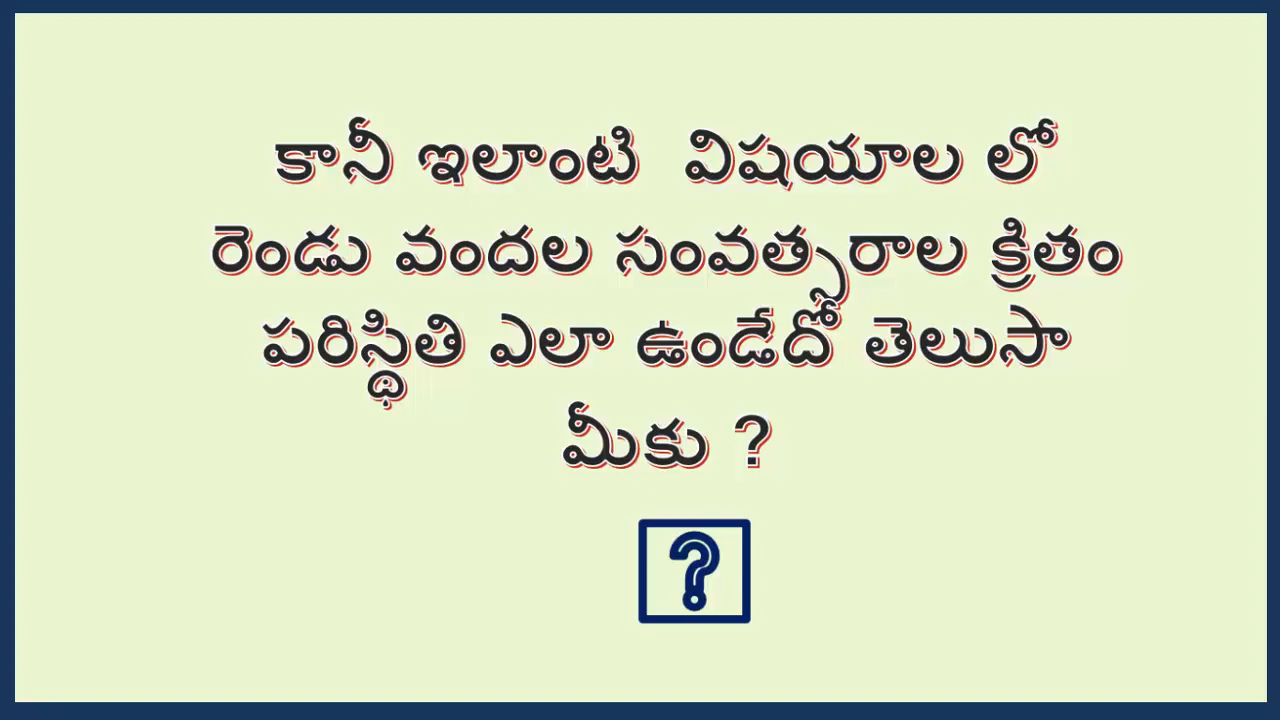 కానీ ఇలాంటి విషయాల లో
రెండు వందల సంవత్సరాల క్రితం
పరిస్థితి ఎలా ఉండేదో తెలుసా
మీకు ?
?